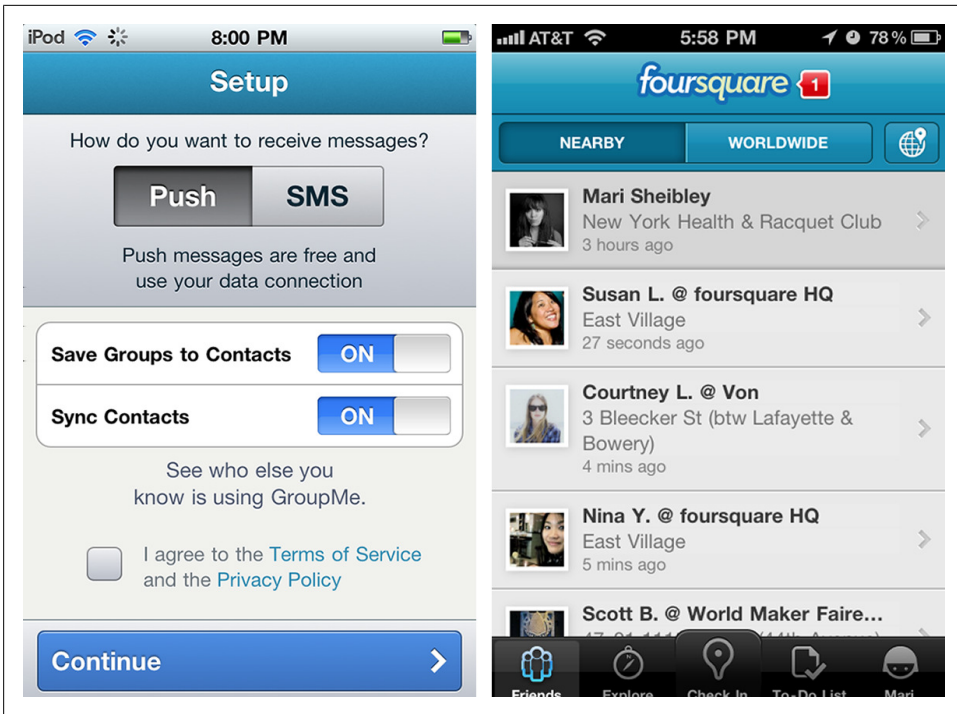 iPod
8:00 PM
Setup
How do you want to receive messages?
Push
SMS
Push messages are free and
use your data connection
Save Groups to Contacts
ON
Sync Contacts
ON
See who else you
know is using GroupMe.
I agree to the Terms of Service
and the Privacy Policy
Continue
AT&T
5:58 PM
78%
foursquare
1
NEARBY
WORLDWIDE
Mari Sheibley
New York Health & Racquet Club
3 hours ago
Susan L. @ foursquare HQ
East Village
27 seconds ago
Courtney L. @ Von
3 Bleecker St (btw Lafayette &
Bowery)
4 mins ago
Nina Y. @ foursquare HQ
East Village
5 mins ago
Scott B. @ World Maker Faire...
Friends
Explore
Check In
To-Do List
Mari